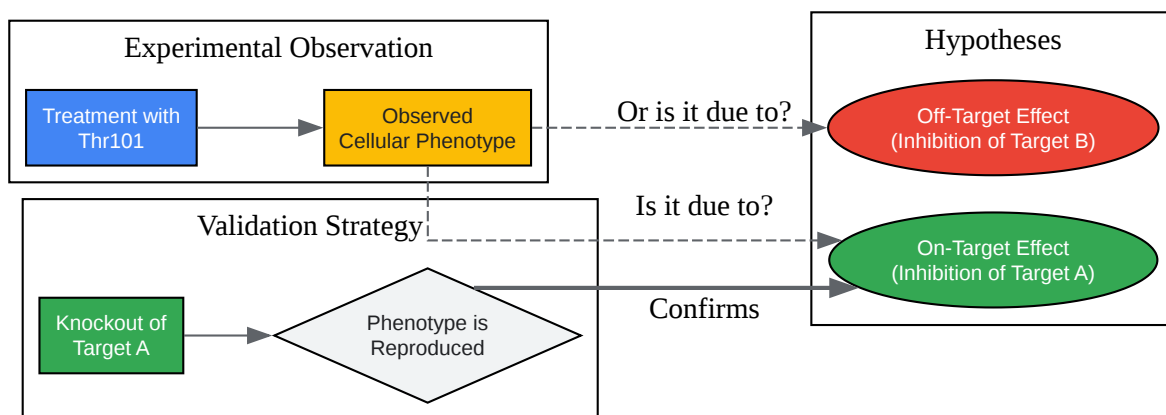 Experimental Observation
Treatment with
Thr101
Observed
Cellular Phenotype
Or is it due to?
Hypotheses
Off-Target Effect
(Inhibition of Target B)
Is it due to?
On-Target Effect
(Inhibition of Target A)
Validation Strategy
Knockout of
Target A
Phenotype is
Reproduced
Confirms